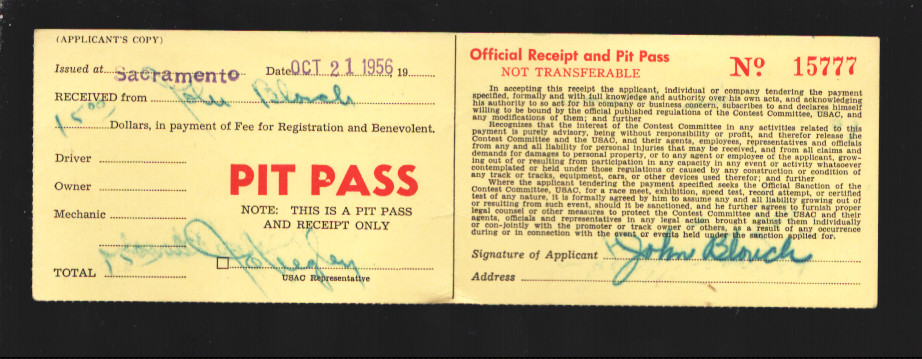 (APPLICANT'S COPY)
Issued at Sacramento Date OCT 21 1956 19
RECEIVED from John Blovich
15.00
Dollars, in payment of Fee for Registration and Benevolent.
Driver
Owner
Mechanic
TOTAL
PIT PASS
NOTE: THIS IS A PIT PASS
AND RECEIPT ONLY
USAC Representative
Official Receipt and Pit Pass
NOT TRANSFERABLE
No 15777
In accepting this receipt the applicant, individual or company tendering the payment
specified, formally and with full knowledge and authority over his own acts, and acknowledging
his authority to so act for his company or business concern, subscribes to and declares himself
willing to be bound by the official published regulations of the Contest Committee, USAC, and
any modifications of them; and further
Recognizes that the interest of the Contest Committee in any activities related to this
payment is purely advisory, being without responsibility or profit, and therefor release the
Contest Committee and the USAC, and their agents, employees, representatives and officials
from any and all liability for personal injuries that may be received, and from all claims and
demands for damages to personal property, or to any agent or employee of the applicant, grow-
ing out of or resulting from participation in any capacity in any event or activity whatsoever
contemplated or held under those regulations or caused by any construction or condition of
any track or tracks, equipment, cars, or other devices used therefor; and further
Where the applicant tendering the payment specified seeks the Official Sanction of the
Contest Committee, USAC, for a race meet, exhibition, speed test, record attempt, or certified
test of any nature, it is formally agreed by him to assume any and all liability growing out of
or resulting from such event, should it be sanctioned, and he further agrees to furnish proper
legal counsel or other measures to protect the Contest Committee and the USAC and their
agents, officials and representatives in any legal action brought against them individually
or con-jointly with the promoter or track owner or others, as a result of any occurrence
during or in connection with the event or events held under the sanction applied for.
Signature of Applicant John Blovich
Address